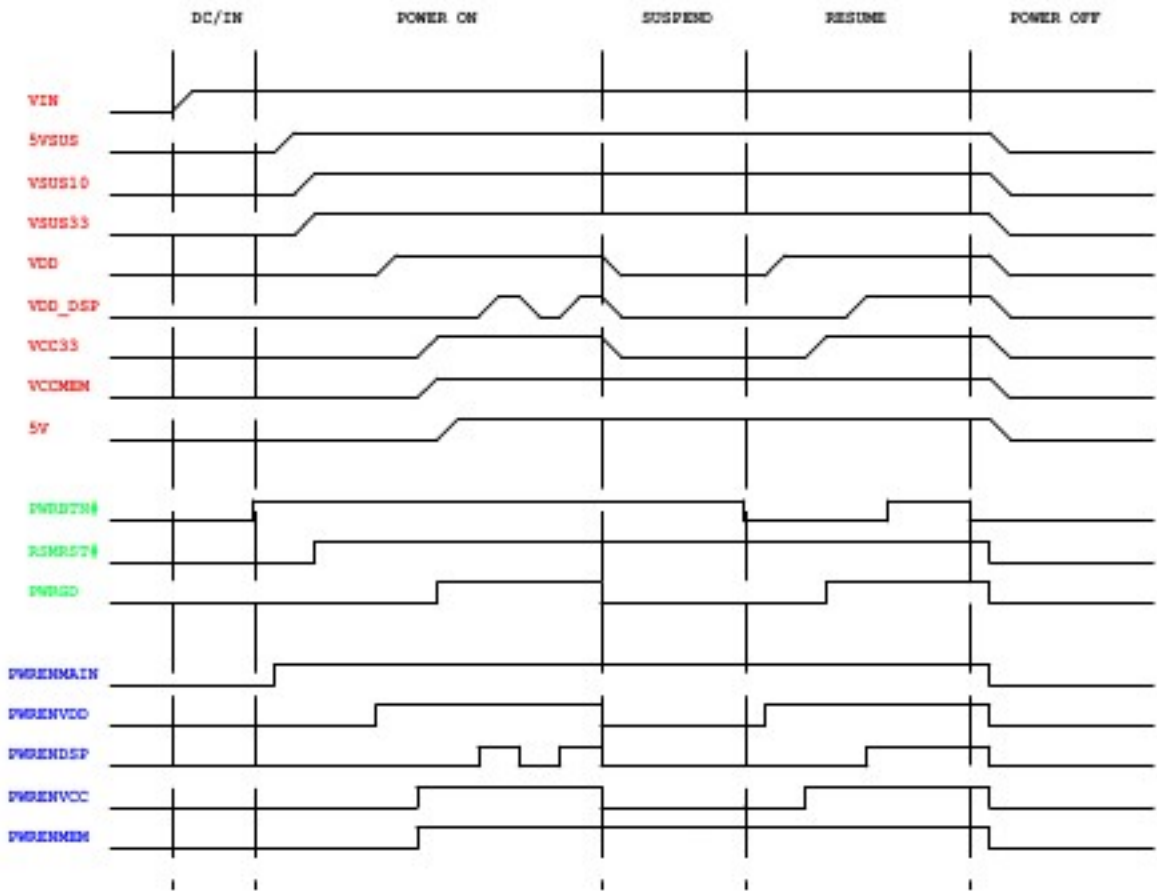 DC/IN POWER ON SUSPEND RESUME POWER OFF
VIN
5VSUS
VSUS10
VSUS33
VDD
VDD_DSP
VCC33
VCCMEM
5V
PWRBTN#
RSMRST#
PWRGD
PWRENMAIN
PWRENVDD
PWRENDSP
PWRENVCC
PWRENMEM